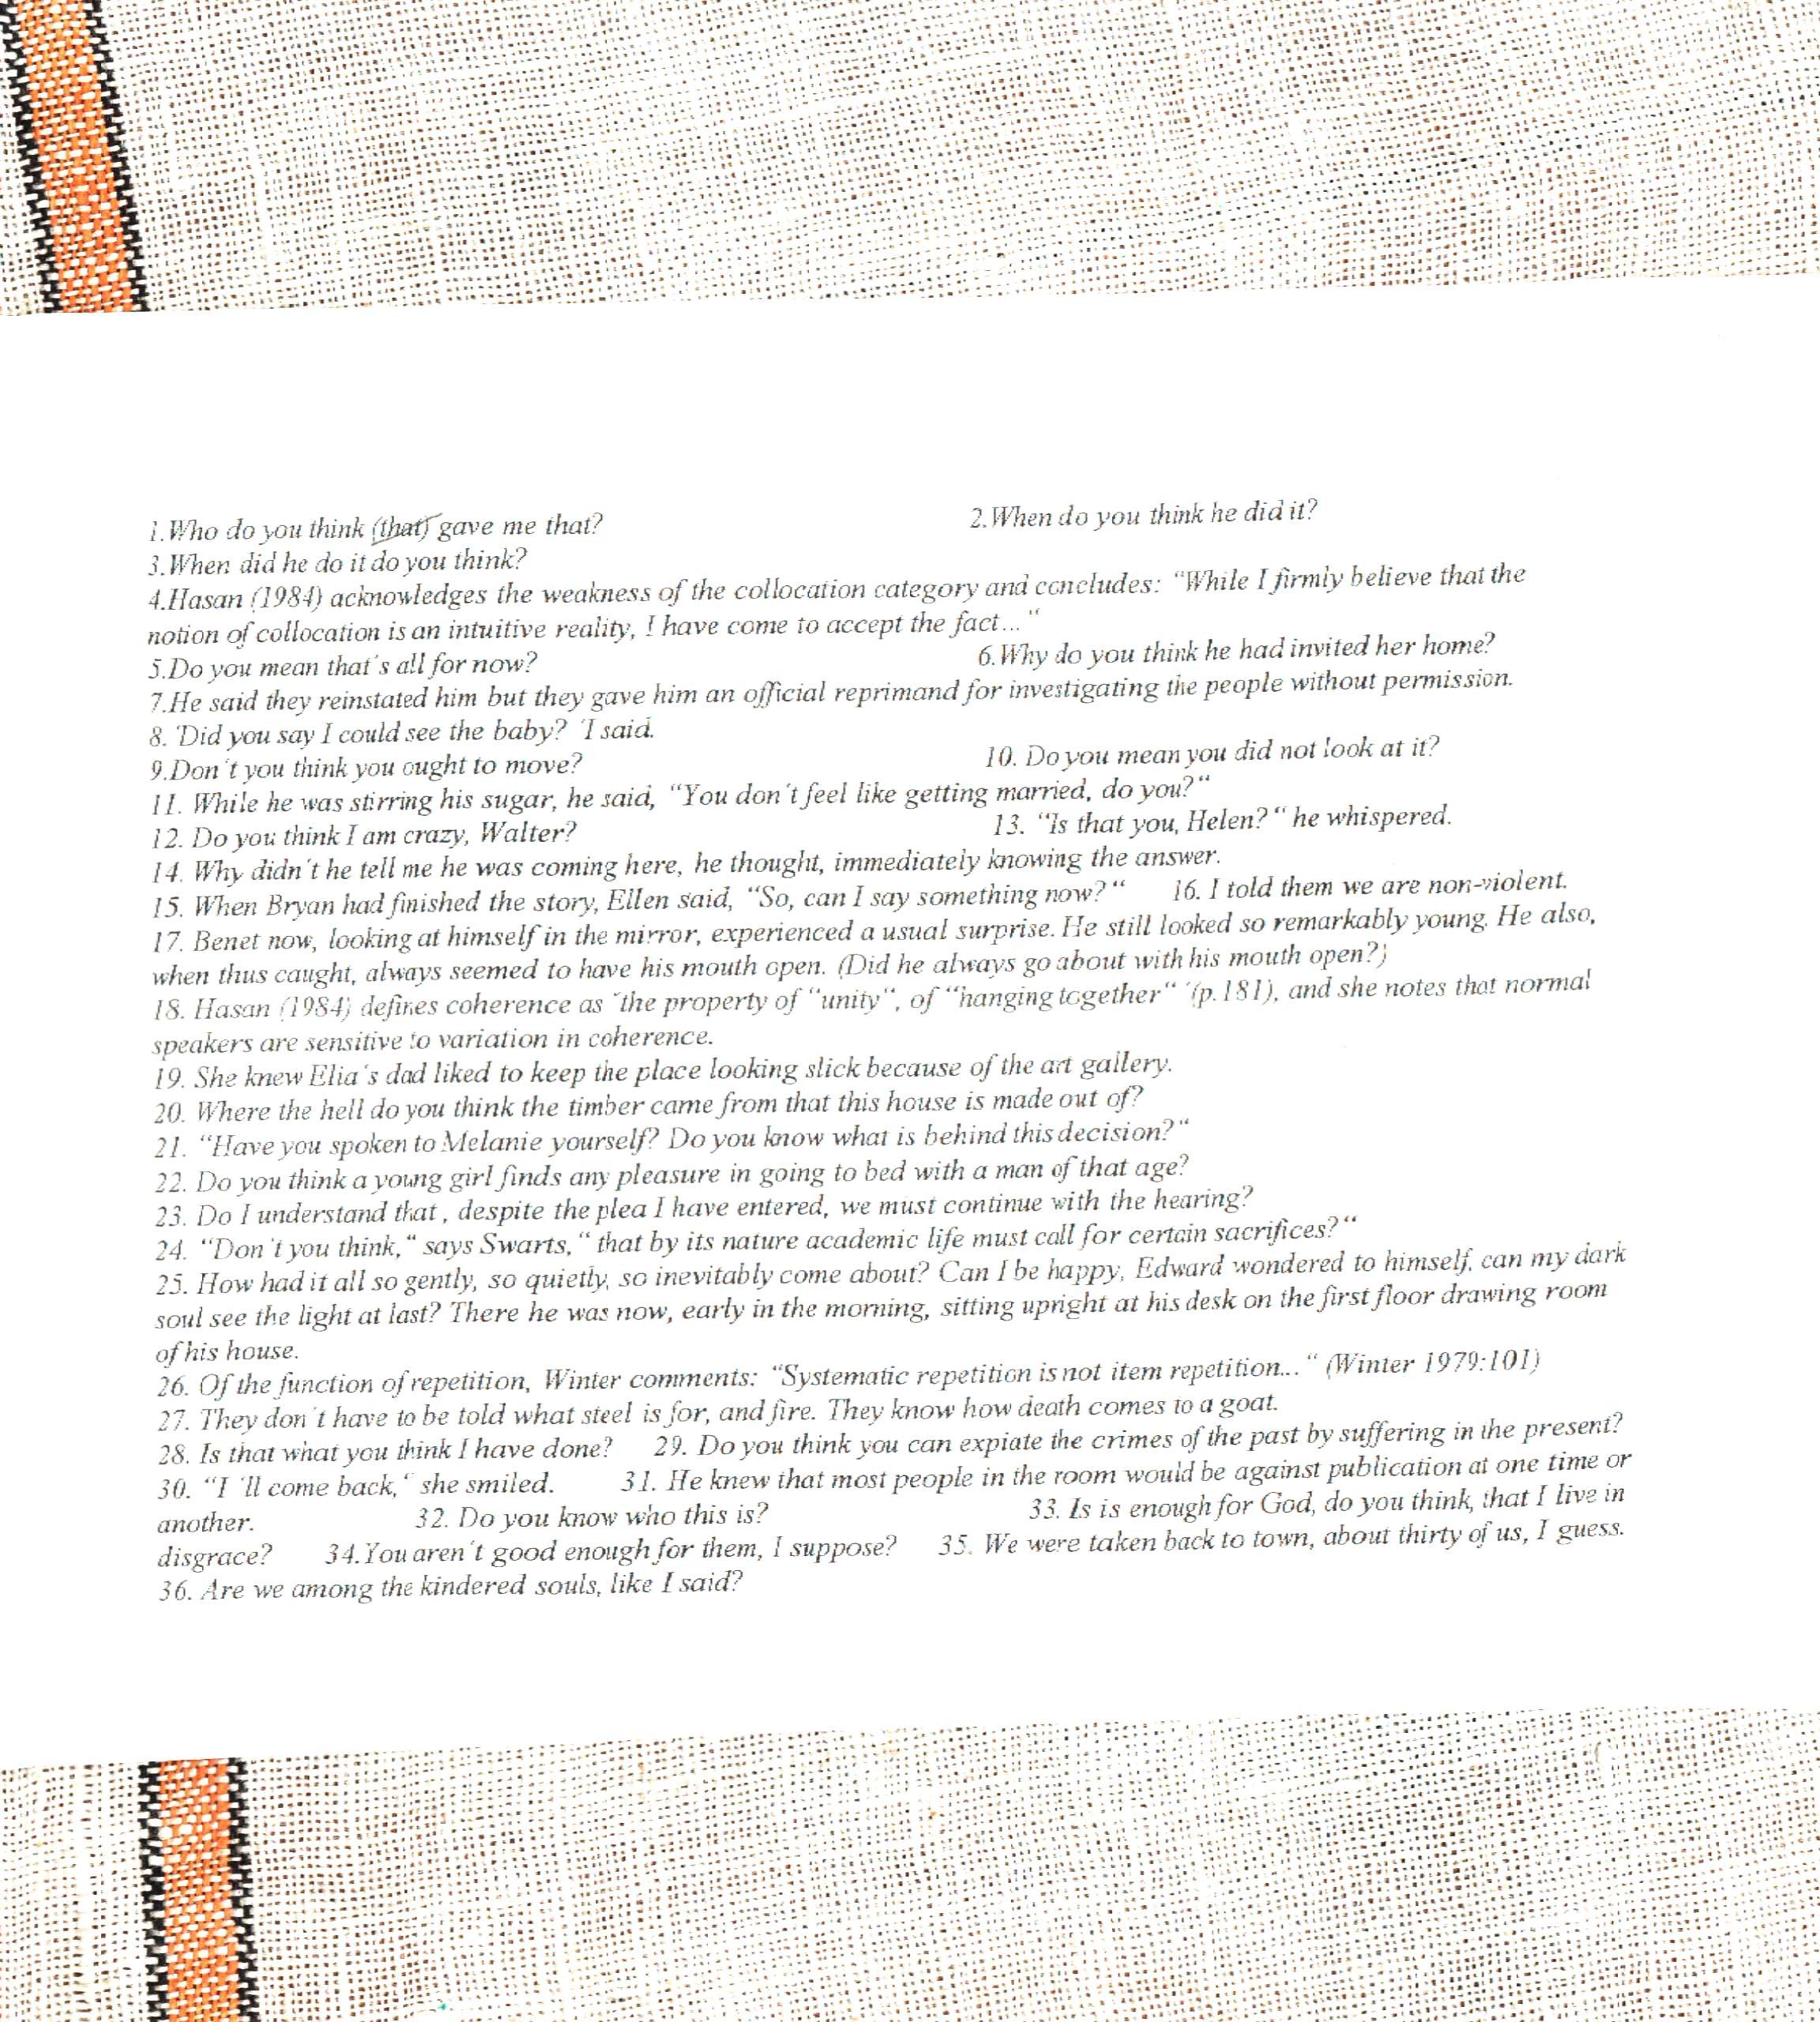 1.Who do you think (that) gave me that? 2.When do you think he did it?
3.When did he do it do you think?
4.Hasan (1984) acknowledges the weakness of the collocation category and concludes: “While I firmly believe that the
notion of collocation is an intuitive reality, I have come to accept the fact…“
5.Do you mean that´s all for now? 6.Why do you think he had invited her home?
7.He said they reinstated him but they gave him an official reprimand for investigating the people without permission.
8. ´Did you say I could see the baby? ´I said.
9.Don´t you think you ought to move? 10. Do you mean you did not look at it?
11. While he was stirring his sugar, he said, “You don´t feel like getting married, do you?“
12. Do you think I am crazy, Walter? 13. “Is that you, Helen? “ he whispered.
14. Why didn´t he tell me he was coming here, he thought, immediately knowing the answer.
15. When Bryan had finished the story, Ellen said, “So, can I say something now?“ 16. I told them we are non-violent.
17. Benet now, looking at himself in the mirror, experienced a usual surprise. He still looked so remarkably young. He also,
when thus caught, always seemed to have his mouth open. (Did he always go about with his mouth open?)
18. Hasan (1984) defines coherence as ´the property of “unity“, of “hanging together“ ´(p.181), and she notes that normal
speakers are sensitive to variation in coherence.
19. She knew Elia´s dad liked to keep the place looking slick because of the art gallery.
20. Where the hell do you think the timber came from that this house is made out of?
21. “Have you spoken to Melanie yourself? Do you know what is behind this decision?“
22. Do you think a young girl finds any pleasure in going to bed with a man of that age?
23. Do I understand that , despite the plea I have entered, we must continue with the hearing?
24. “Don´t you think,“ says Swarts, “ that by its nature academic life must call for certain sacrifices?“
25. How had it all so gently, so quietly, so inevitably come about? Can I be happy, Edward wondered to himself, can my dark
soul see the light at last? There he was now, early in the morning, sitting upright at his desk on the first floor drawing room
of his house.
26. Of the function of repetition, Winter comments: “Systematic repetition is not item repetition...“ (Winter 1979:101)
27. They don´t have to be told what steel is for, and fire. They know how death comes to a goat.
28. Is that what you think I have done? 29. Do you think you can expiate the crimes of the past by suffering in the present?
30. “I ´ll come back,“ she smiled. 31. He knew that most people in the room would be against publication at one time or
another. 32. Do you know who this is? 33. Is is enough for God, do you think, that I live in
disgrace? 34.You aren´t good enough for them, I suppose? 35. We were taken back to town, about thirty of us, I guess.
36. Are we among the kindered souls, like I said?